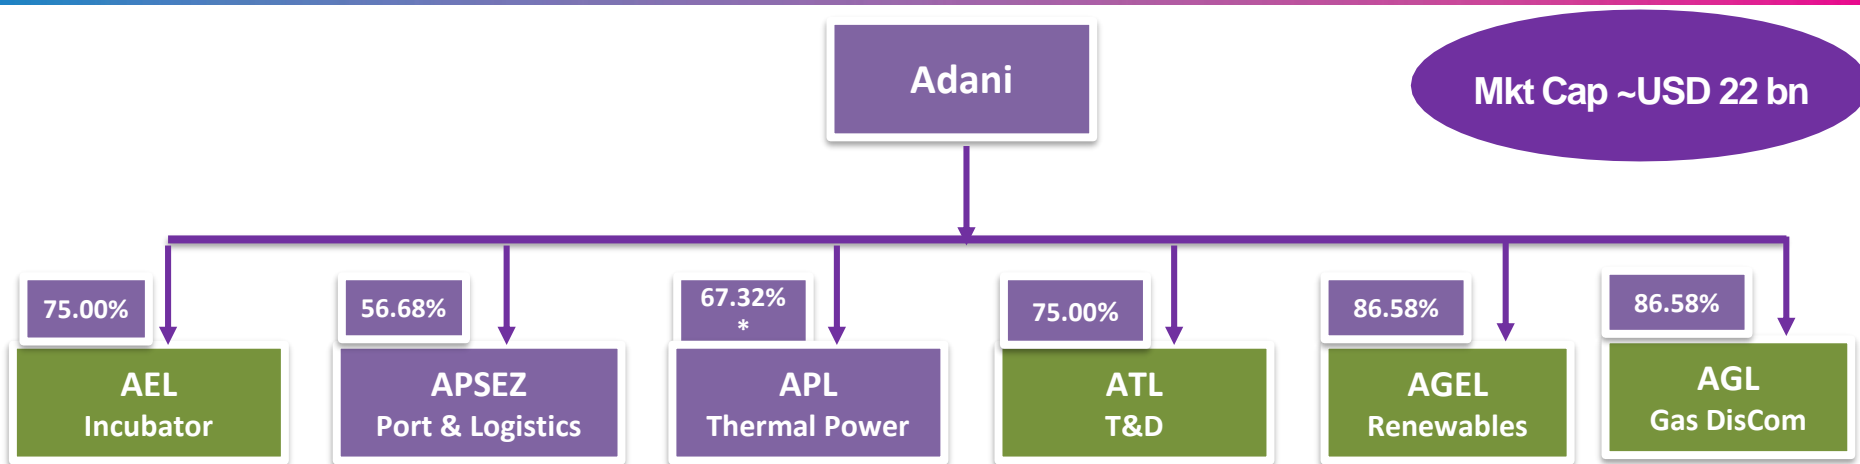 Adani
Mkt Cap ~USD 22 bn
75.00%
56.68%
67.32%
*
75.00%
86.58%
86.58%
AEL
Incubator
APSEZ
Port & Logistics
APL
Thermal Power
ATL
T&D
AGEL
Renewables
AGL
Gas DisCom